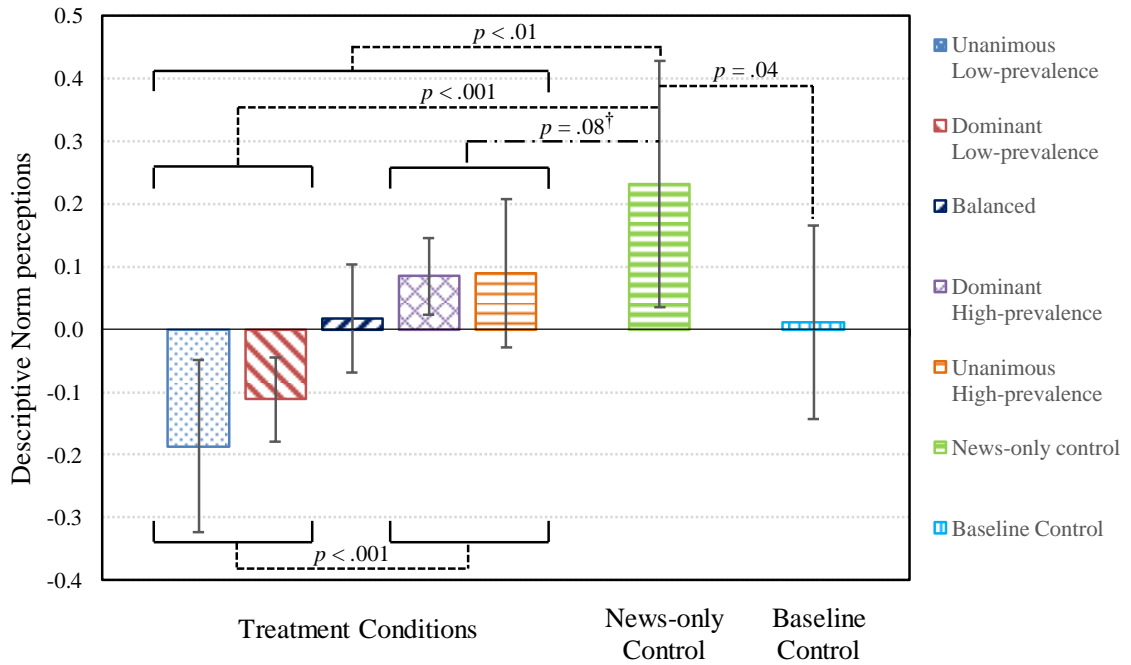 0.5
0.4
0.3
0.2
0.1
0.0
-0.1
-0.2
-0.3
-0.4
Descriptive Norm perceptions
p < .01
p = .04
p < .001
p = .08†
p < .001
Treatment Conditions
News-only
Control
Baseline
Control
Unanimous
Low-prevalence
Dominant
Low-prevalence
Balanced
Dominant
High-prevalence
Unanimous
High-prevalence
News-only control
Baseline Control